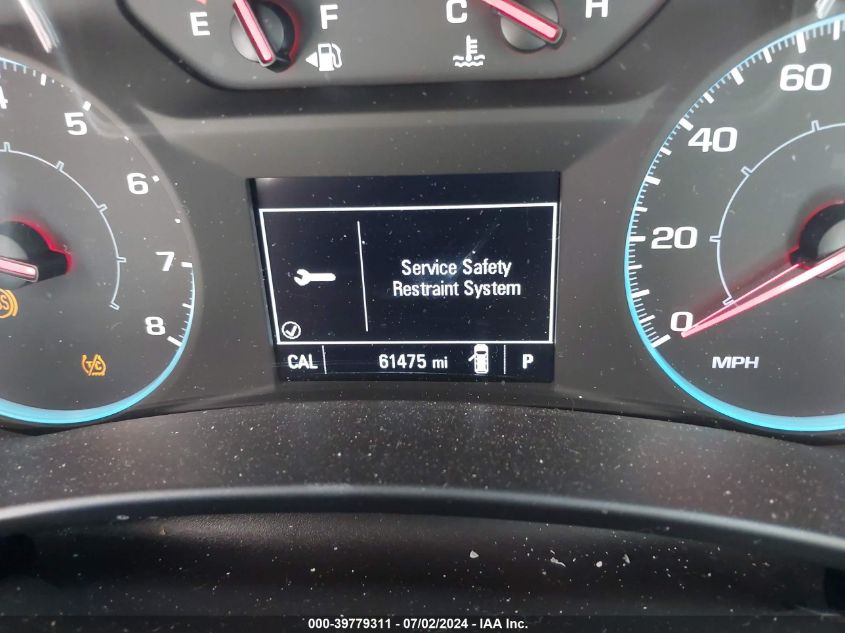 E F C H
4 5 6 7 8
T/C
Service Safety
Restraint System
CAL 61475 mi P
60
40
20
0
MPH
000-39779311 - 07/02/2024 - IAA Inc.